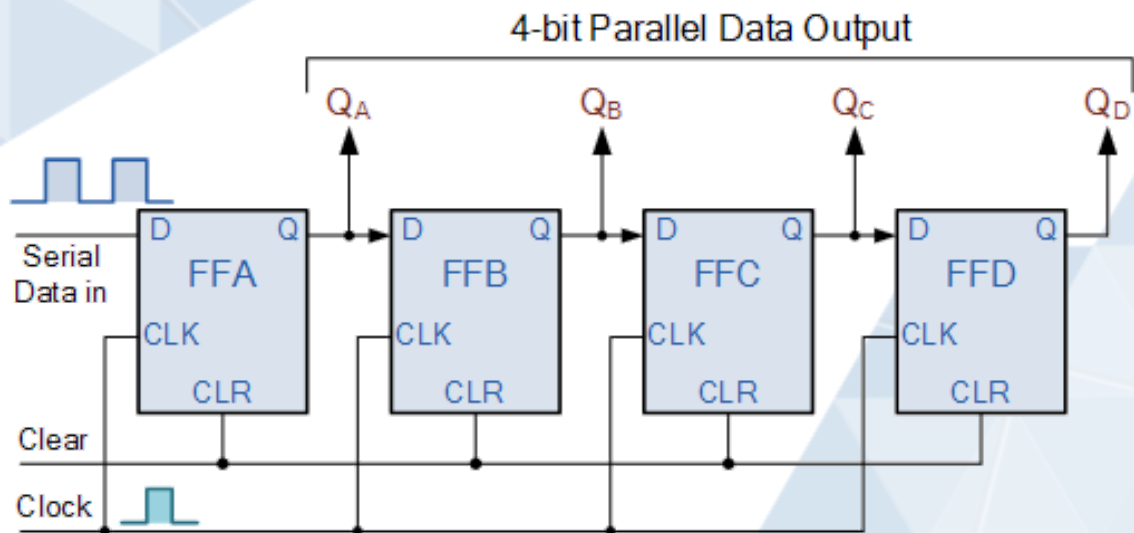 4-bit Parallel Data Output
QA QB QC QD
D Q D Q D Q D Q
Serial
Data in
FFA FFB FFC FFD
CLK CLK CLK CLK
CLR CLR CLR CLR
Clear
Clock